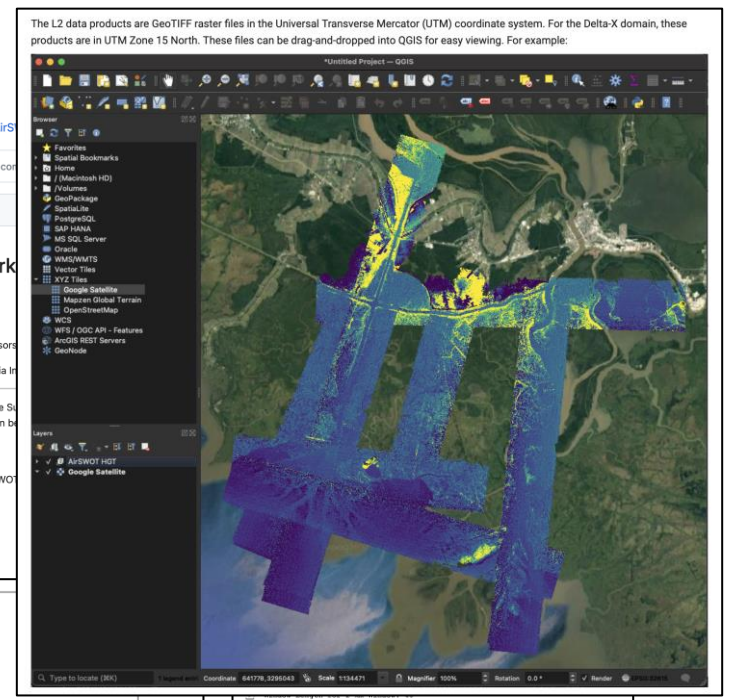 The L2 data products are GeoTIFF raster files in the Universal Transverse Mercator (UTM) coordinate system. For the Delta-X domain, these
products are in UTM Zone 15 North. These files can be drag-and-dropped into QGIS for easy viewing. For example:
*Untitled Project — QGIS
Browser
Favorites
Spatial Bookmarks
Home
/ (Macintosh HD)
/Volumes
GeoPackage
SpatiaLite
PostgreSQL
SAP HANA
MS SQL Server
Oracle
WMS/WMTS
Vector Tiles
XYZ Tiles
Google Satellite
Mapzen Global Terrain
OpenStreetMap
WCS
WFS / OGC API - Features
ArcGIS REST Servers
GeoNode
Layers
AirSWOT HGT
Google Satellite
Type to locate (⌘K)
Coordinate 641778,3295043 Scale 1:134471 Magnifier 100% Rotation 0.0 ° Render